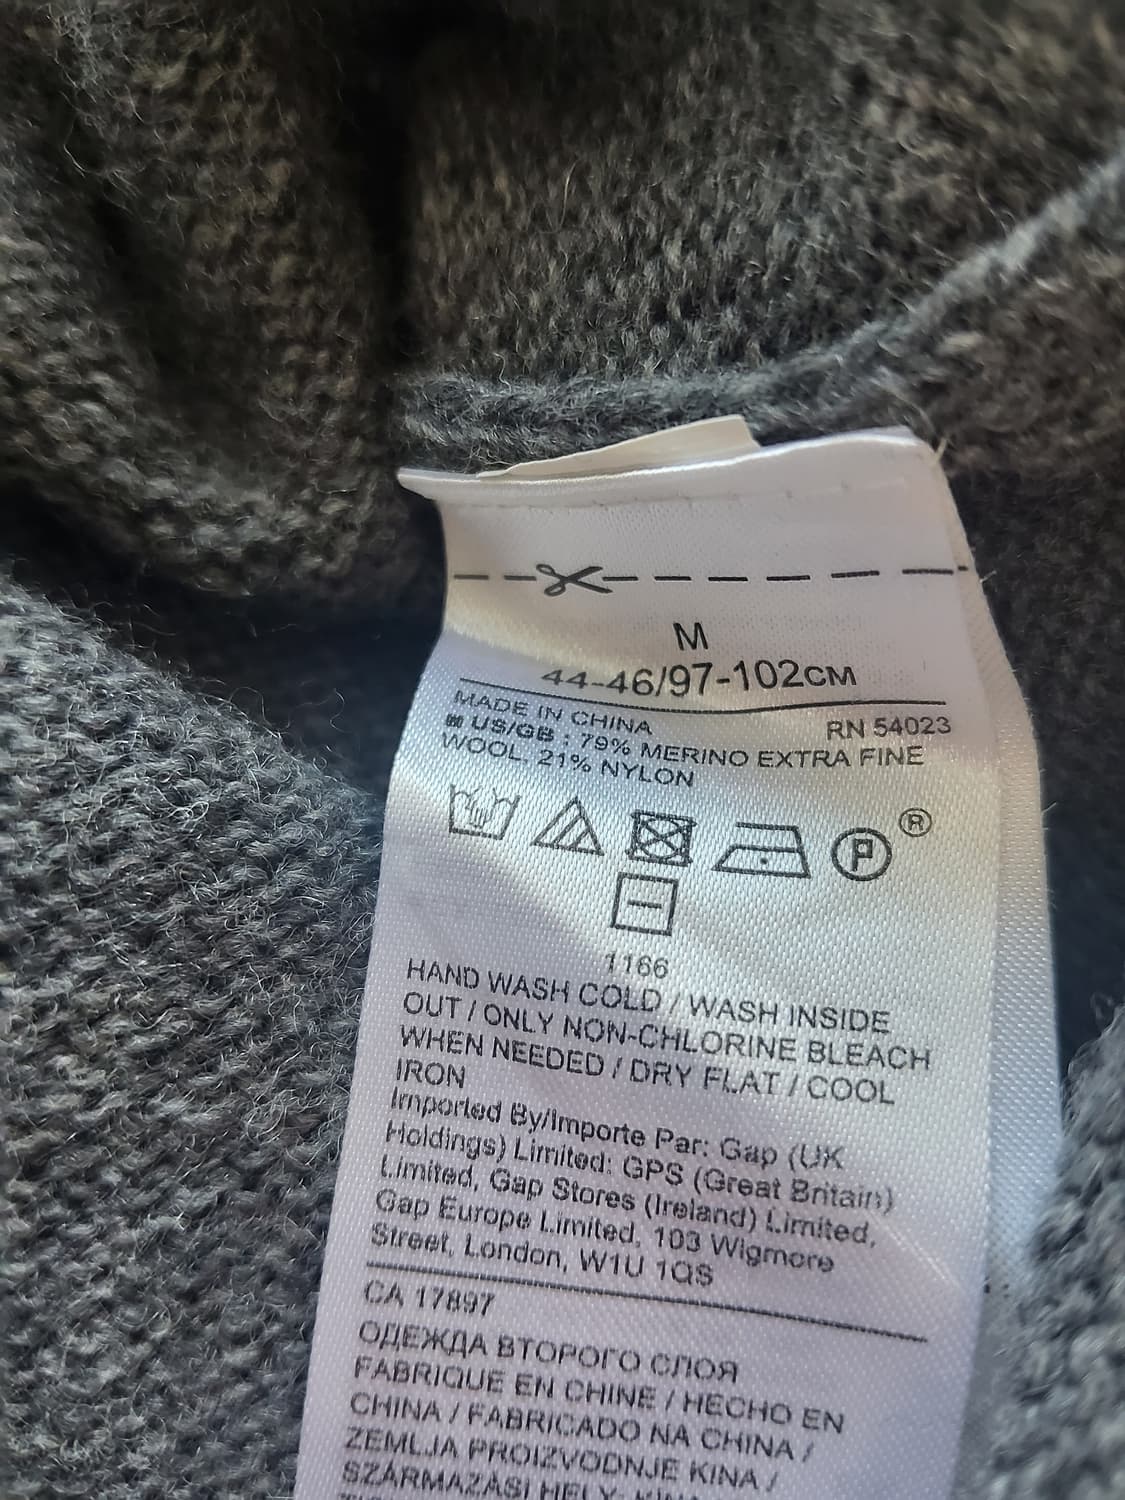 M
44-46/97-102CM
MADE IN CHINA RN 54023
US/GB : 79% MERINO EXTRA FINE
WOOL. 21% NYLON
P ®
1166
HAND WASH COLD / WASH INSIDE
OUT / ONLY NON-CHLORINE BLEACH
WHEN NEEDED / DRY FLAT / COOL
IRON
Imported By/Importe Par: Gap (UK
Holdings) Limited: GPS (Great Britain)
Limited, Gap Stores (Ireland) Limited,
Gap Europe Limited, 103 Wigmore
Street, London, W1U 1QS
CA 17897
ОДЕЖДА ВТОРОГО СЛОЯ
FABRIQUE EN CHINE / HECHO EN
CHINA / FABRICADO NA CHINA /
ZEMLJA PROIZVODNJE KINA /
SZÁRMAZÁSI HELY: